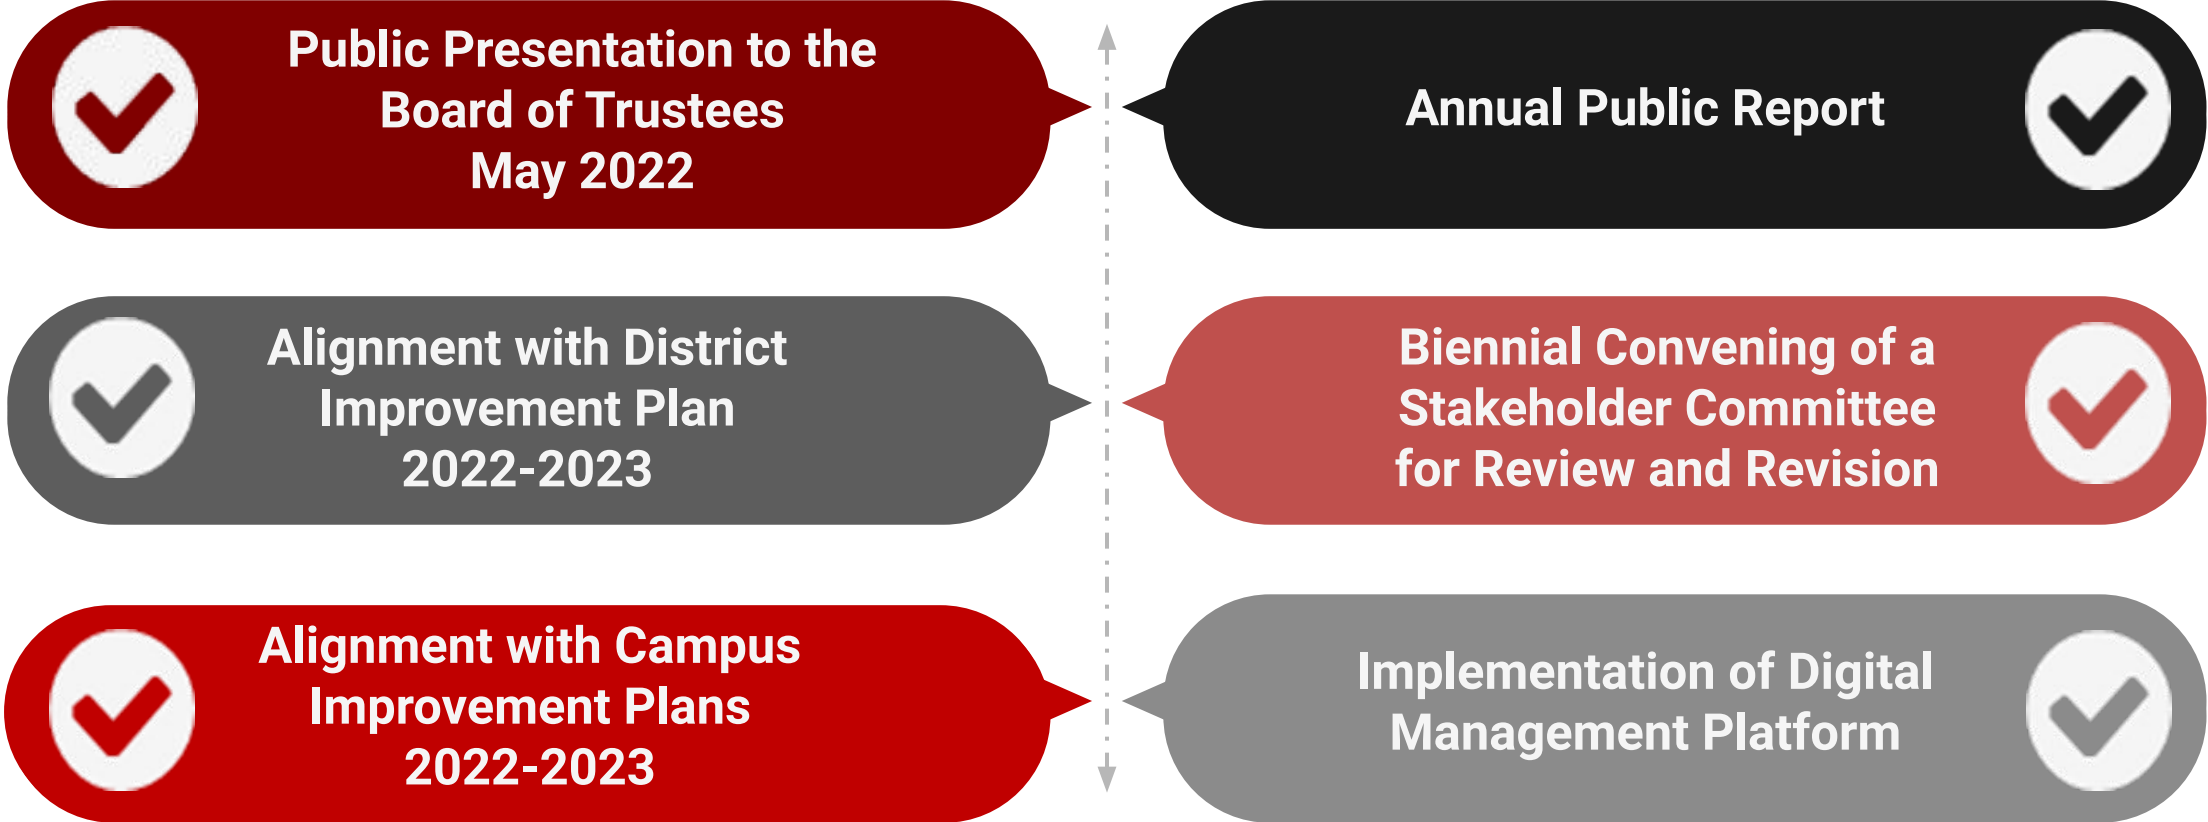 Public Presentation to the
Board of Trustees
May 2022
Annual Public Report
Alignment with District
Improvement Plan
2022-2023
Biennial Convening of a
Stakeholder Committee
for Review and Revision
Alignment with Campus
Improvement Plans
2022-2023
Implementation of Digital
Management Platform